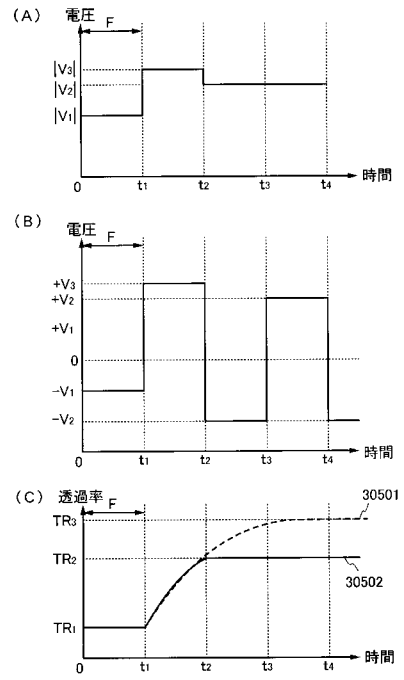 (A) 電圧
F
|V3|
|V2|
|V1|
0 t1 t2 t3 t4 時間
(B)
電圧
F
+V3
+V2
+V1
0
−V1
−V2
t1 t2 t3 t4 時間
(C) 透過率
F
30501
TR3
TR2
30502
TR1
0 t1 t2 t3 t4 時間